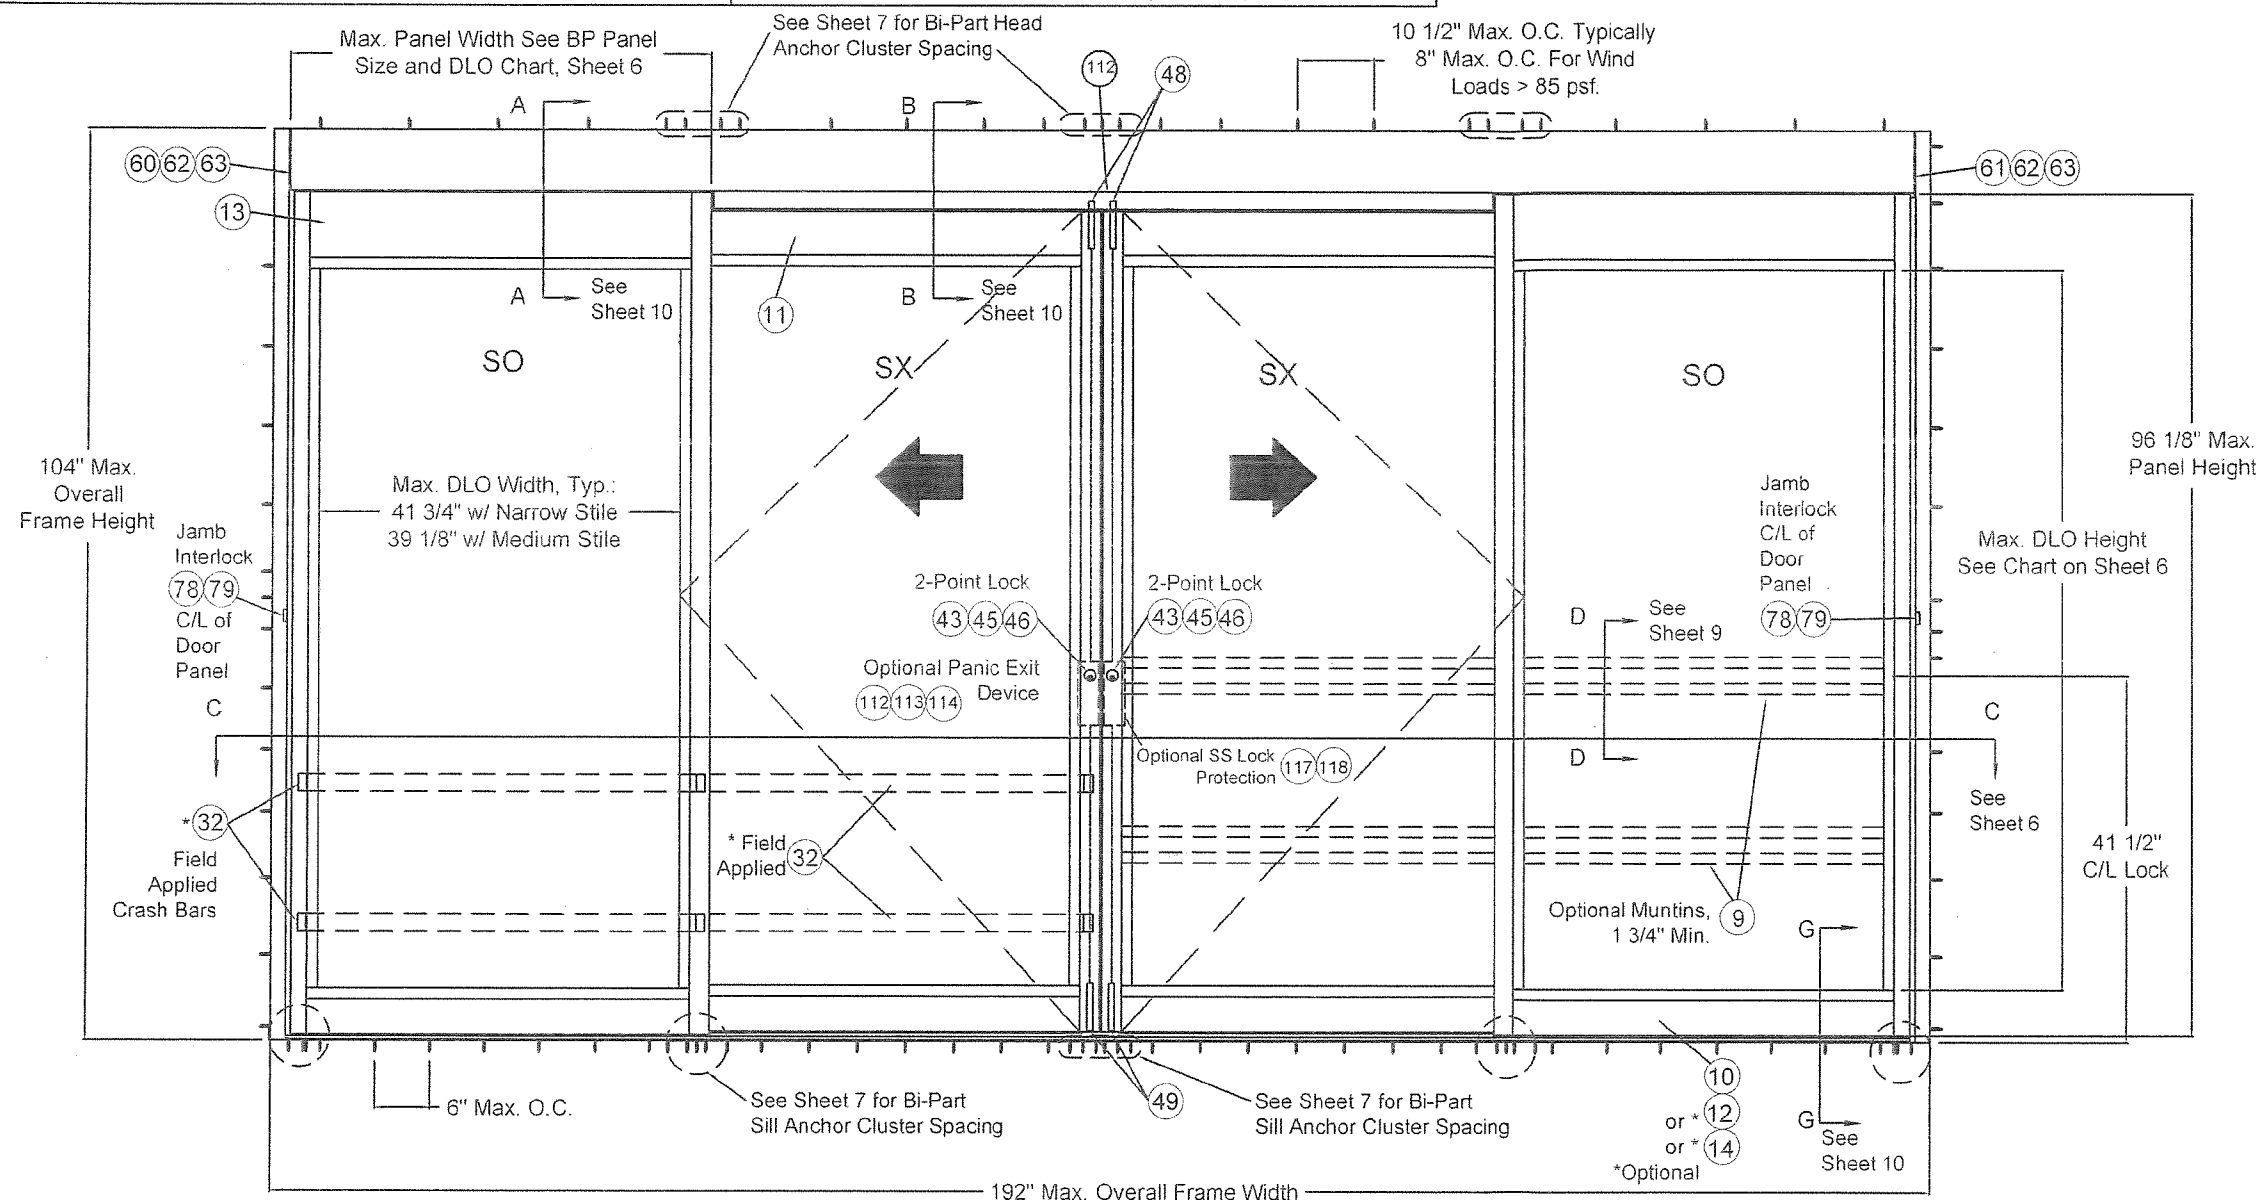 See Sheet 7 for Bi-Part Head
Anchor Cluster Spacing
Max. Panel Width See BP Panel
Size and DLO Chart, Sheet 6
10 1/2" Max. O.C. Typically
8" Max. O.C. For Wind
Loads > 85 psf.
112
48
A
B
60 62 63
61 62 63
13
A
See
Sheet 10
B
See
Sheet 10
11
SO
SX
SX
SO
104" Max.
Overall
Frame Height
96 1/8" Max.
Panel Height
Max. DLO Width, Typ.:
41 3/4" w/ Narrow Stile
39 1/8" w/ Medium Stile
Jamb
Interlock
78 79
C/L of
Door
Panel
Jamb
Interlock
C/L of
Door
Panel
78 79
Max. DLO Height
See Chart on Sheet 6
2-Point Lock
43 45 46
2-Point Lock
43 45 46
D
See
Sheet 9
Optional Panic Exit
Device
112 113 114
C
C
Optional SS Lock
Protection
117 118
D
See
Sheet 6
* 32
Field
Applied
Crash Bars
* Field
Applied
32
41 1/2"
C/L Lock
Optional Muntins,
1 3/4" Min.
9
G
6" Max. O.C.
See Sheet 7 for Bi-Part
Sill Anchor Cluster Spacing
49
See Sheet 7 for Bi-Part
Sill Anchor Cluster Spacing
10
or * 12
or * 14
*Optional
G
See
Sheet 10
192" Max. Overall Frame Width